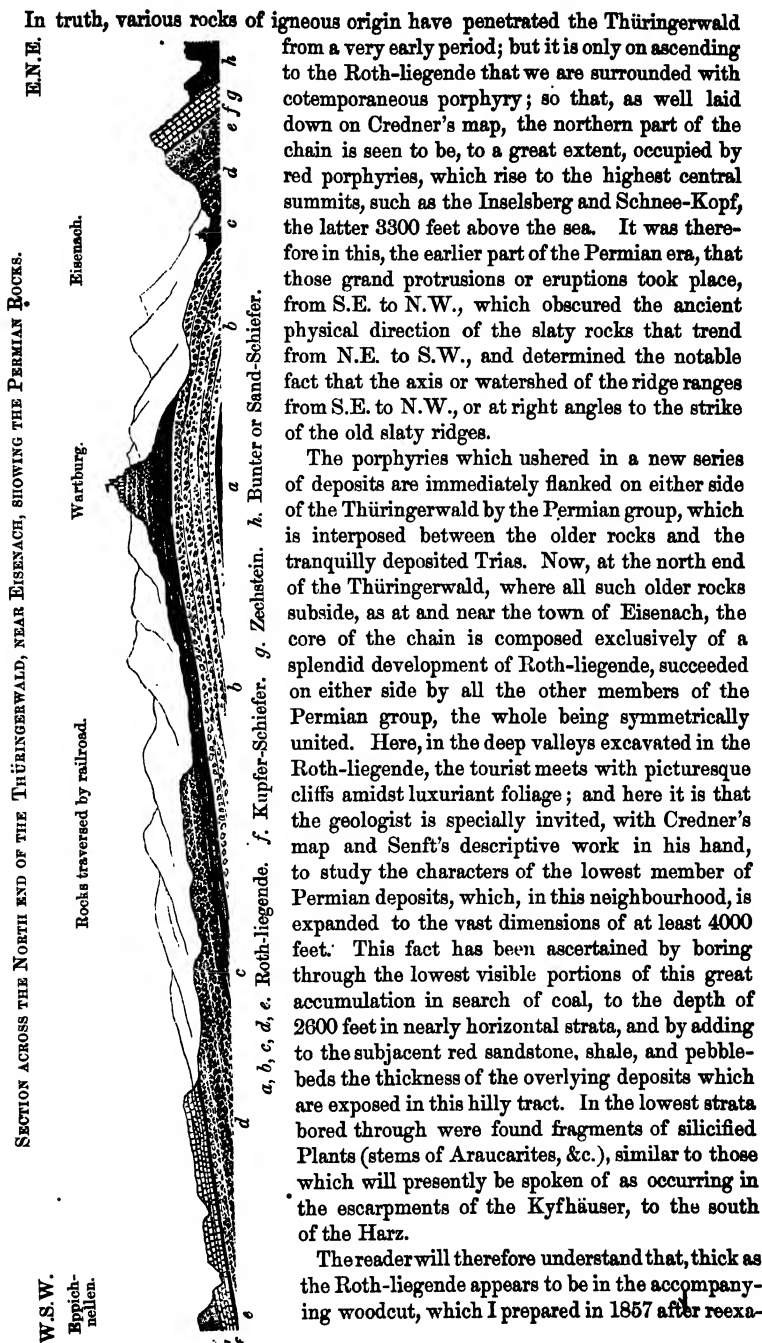 In truth, various rocks of igneous origin have penetrated the Thüringerwald
from a very early period; but it is only on ascending
to the Roth-liegende that we are surrounded with
cotemporaneous porphyry; so that, as well laid
down on Credner's map, the northern part of the
chain is seen to be, to a great extent, occupied by
red porphyries, which rise to the highest central
summits, such as the Inselsberg and Schnee-Kopf,
the latter 3300 feet above the sea. It was there-
fore in this, the earlier part of the Permian era, that
those grand protrusions or eruptions took place,
from S.E. to N.W., which obscured the ancient
physical direction of the slaty rocks that trend
from N.E. to S.W., and determined the notable
fact that the axis or watershed of the ridge ranges
from S.E. to N.W., or at right angles to the strike
of the old slaty ridges.
The porphyries which ushered in a new series
of deposits are immediately flanked on either side
of the Thüringerwald by the Permian group, which
is interposed between the older rocks and the
tranquilly deposited Trias. Now, at the north end
of the Thüringerwald, where all such older rocks
subside, as at and near the town of Eisenach, the
core of the chain is composed exclusively of a
splendid development of Roth-liegende, succeeded
on either side by all the other members of the
Permian group, the whole being symmetrically
united. Here, in the deep valleys excavated in the
Roth-liegende, the tourist meets with picturesque
cliffs amidst luxuriant foliage; and here it is that
the geologist is specially invited, with Credner's
map and Senft's descriptive work in his hand,
to study the characters of the lowest member of
Permian deposits, which, in this neighbourhood, is
expanded to the vast dimensions of at least 4000
feet. This fact has been ascertained by boring
through the lowest visible portions of this great
accumulation in search of coal, to the depth of
2600 feet in nearly horizontal strata, and by adding
to the subjacent red sandstone, shale, and pebble-
beds the thickness of the overlying deposits which
are exposed in this hilly tract. In the lowest strata
bored through were found fragments of silicified
Plants (stems of Araucarites, &c.), similar to those
which will presently be spoken of as occurring in
the escarpments of the Kyfhäuser, to the south
of the Harz.
The reader will therefore understand that, thick as
the Roth-liegende appears to be in the accompany-
ing woodcut, which I prepared in 1857 after reexa-
SECTION ACROSS THE NORTH END OF THE THÜRINGERWALD, NEAR EISENACH, SHOWING THE PERMIAN ROCKS.
W.S.W.
E.N.E.
Eppich-
nellen.
Rocks traversed by railroad.
Wartburg.
Eisenach.
e
d
c
b
a
b
c
d
e f g
h
a, b, c, d, e. Roth-liegende. f. Kupfer-Schiefer. g. Zechstein. h. Bunter or Sand-Schiefer.